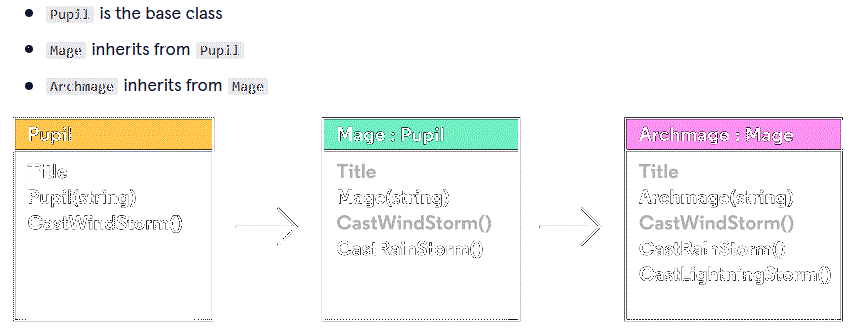 Pupil is the base class
Mage inherits from Pupil
Archmage inherits from Mage
Pupil
Title
Pupil(string)
CastWindStorm()
Mage : Pupil
Title
Mage(string)
CastWindStorm()
CastRainStorm()
Archmage : Mage
Title
Archmage(string)
CastWindStorm()
CastRainStorm()
CastLightningStorm()